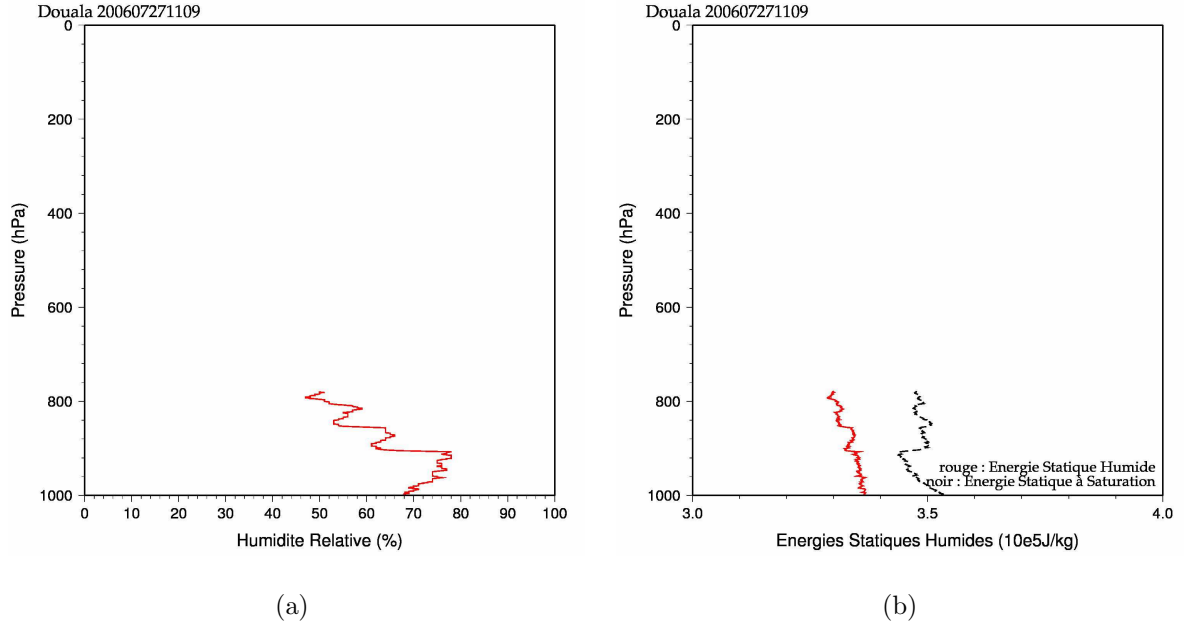 Douala 200607271109
0
200
400
600
800
1000
Pressure (hPa)
0 10 20 30 40 50 60 70 80 90 100
Humidite Relative (%)
(a)
Douala 200607271109
0
200
400
600
800
1000
Pressure (hPa)
rouge : Energie Statique Humide
noir : Energie Statique à Saturation
3.0 3.5 4.0
Energies Statiques Humides (10e5J/kg)
(b)